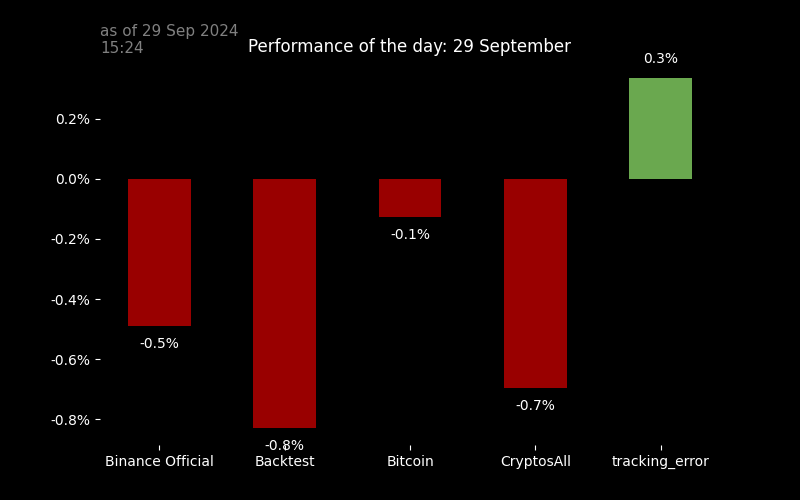 as of 29 Sep 2024
15:24
Performance of the day: 29 September
0.3%
0.2%
0.0%
-0.2%
-0.1%
-0.4%
-0.5%
-0.6%
-0.7%
-0.8%
-0.8%
Binance Official
Backtest
Bitcoin
CryptosAll
tracking_error